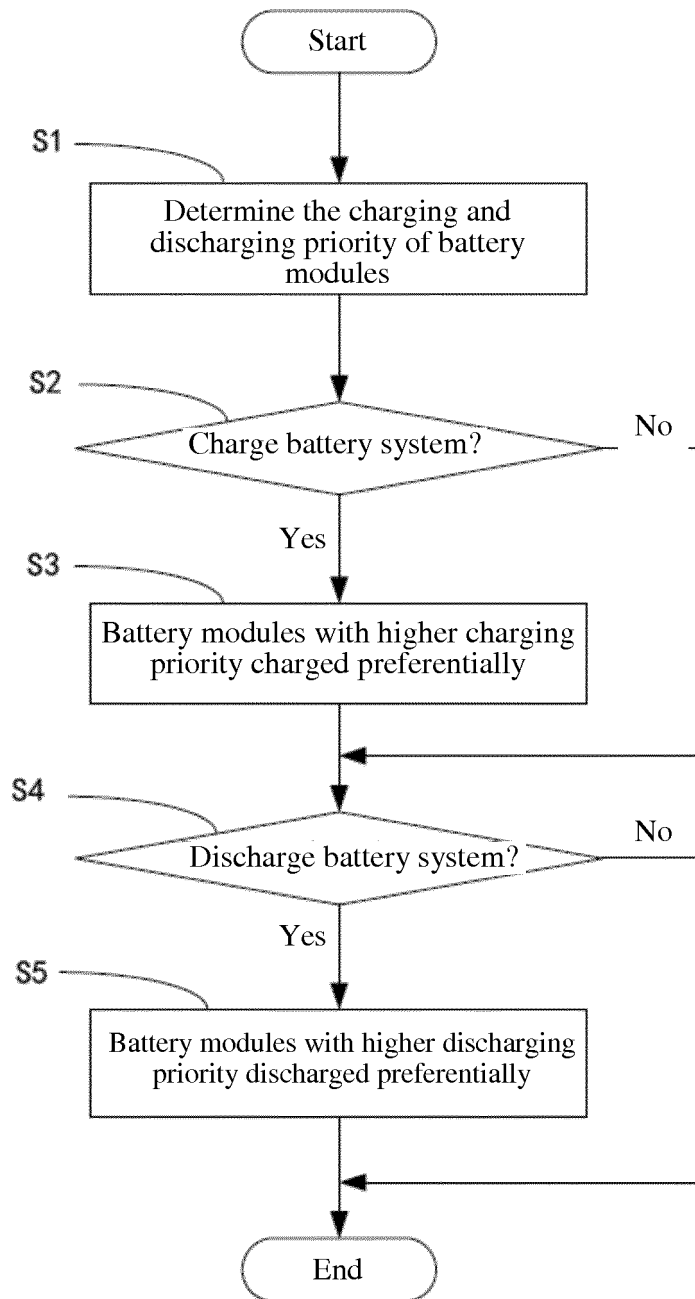 Start
S1
Determine the charging and
discharging priority of battery
modules
S2
Charge battery system?
No
Yes
S3
Battery modules with higher charging
priority charged preferentially
S4
Discharge battery system?
No
Yes
S5
Battery modules with higher discharging
priority discharged preferentially
End